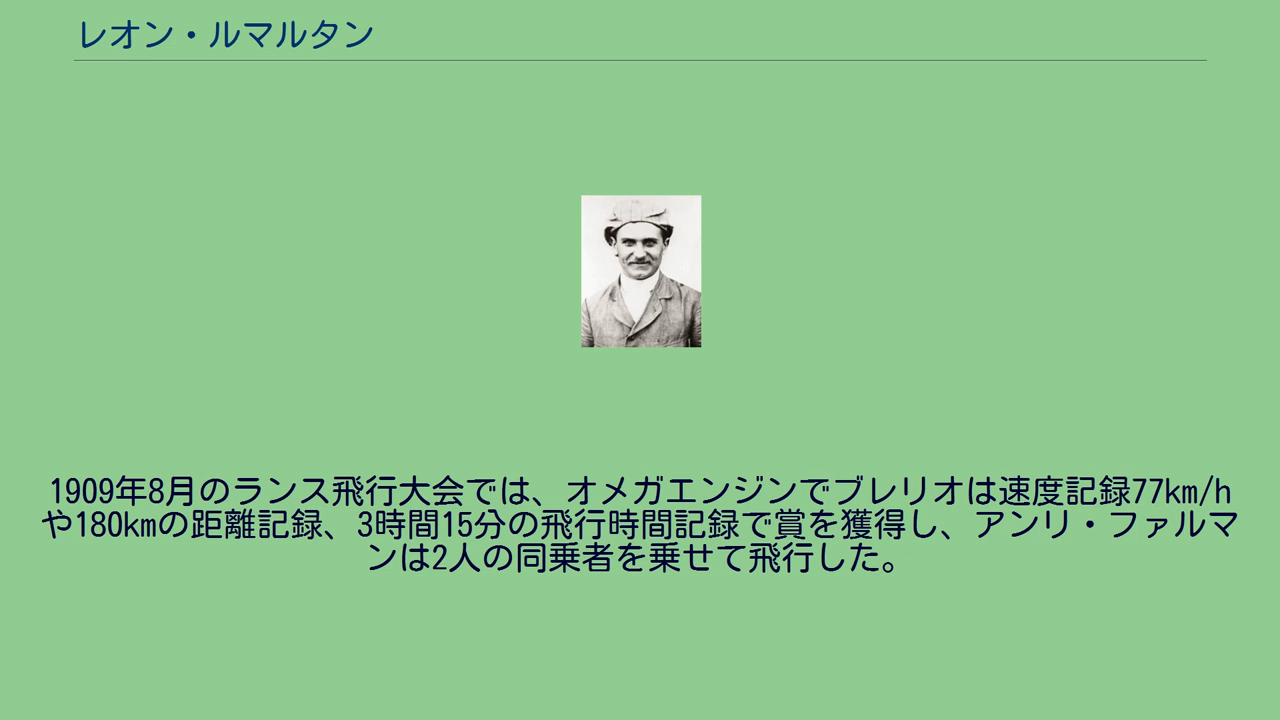 レオン・ルマルタン
1909年8月のランス飛行大会では、オメガエンジンでブレリオは速度記録77km/h
や180kmの距離記録、3時間15分の飛行時間記録で賞を獲得し、アンリ・ファルマ
ンは2人の同乗者を乗せて飛行した。